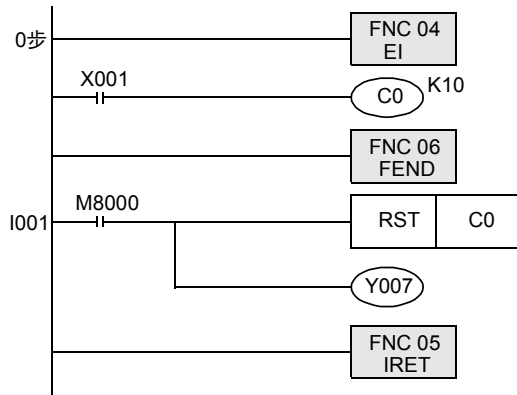 0步
FNC 04
EI
X001
C0
K10
FNC 06
FEND
I001
M8000
RST
C0
Y007
FNC 05
IRET